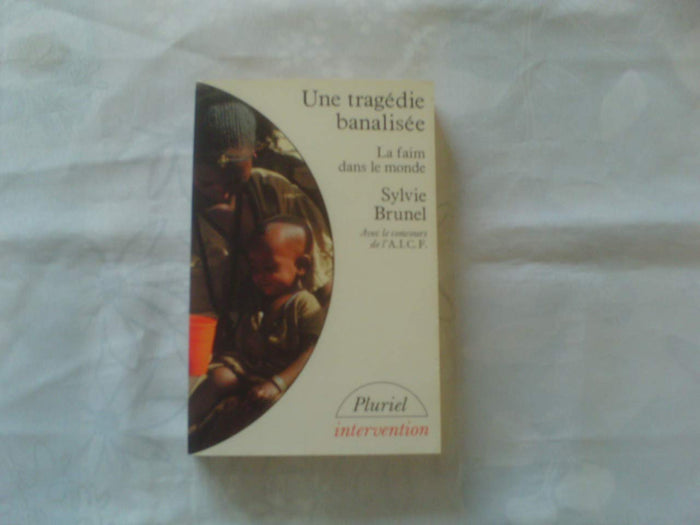 Une tragédie
banalisée
La faim
dans le monde
Sylvie
Brunel
Avec le concours
de l'A.I.C.F.
Pluriel
intervention